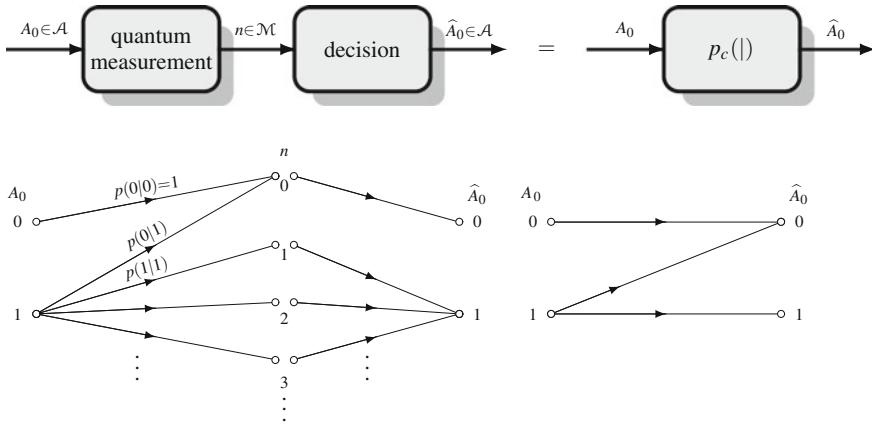 A₀∈𝒜 quantum measurement n∈ℳ decision Â₀∈𝒜 = A₀ p_c(|) Â₀
n
A₀ p(0|0)=1 0 Â₀ A₀ Â₀
0 0 0 0
p(0|1)
p(1|1) 1
1 2 1 1 1
⋮ 3 ⋮
⋮